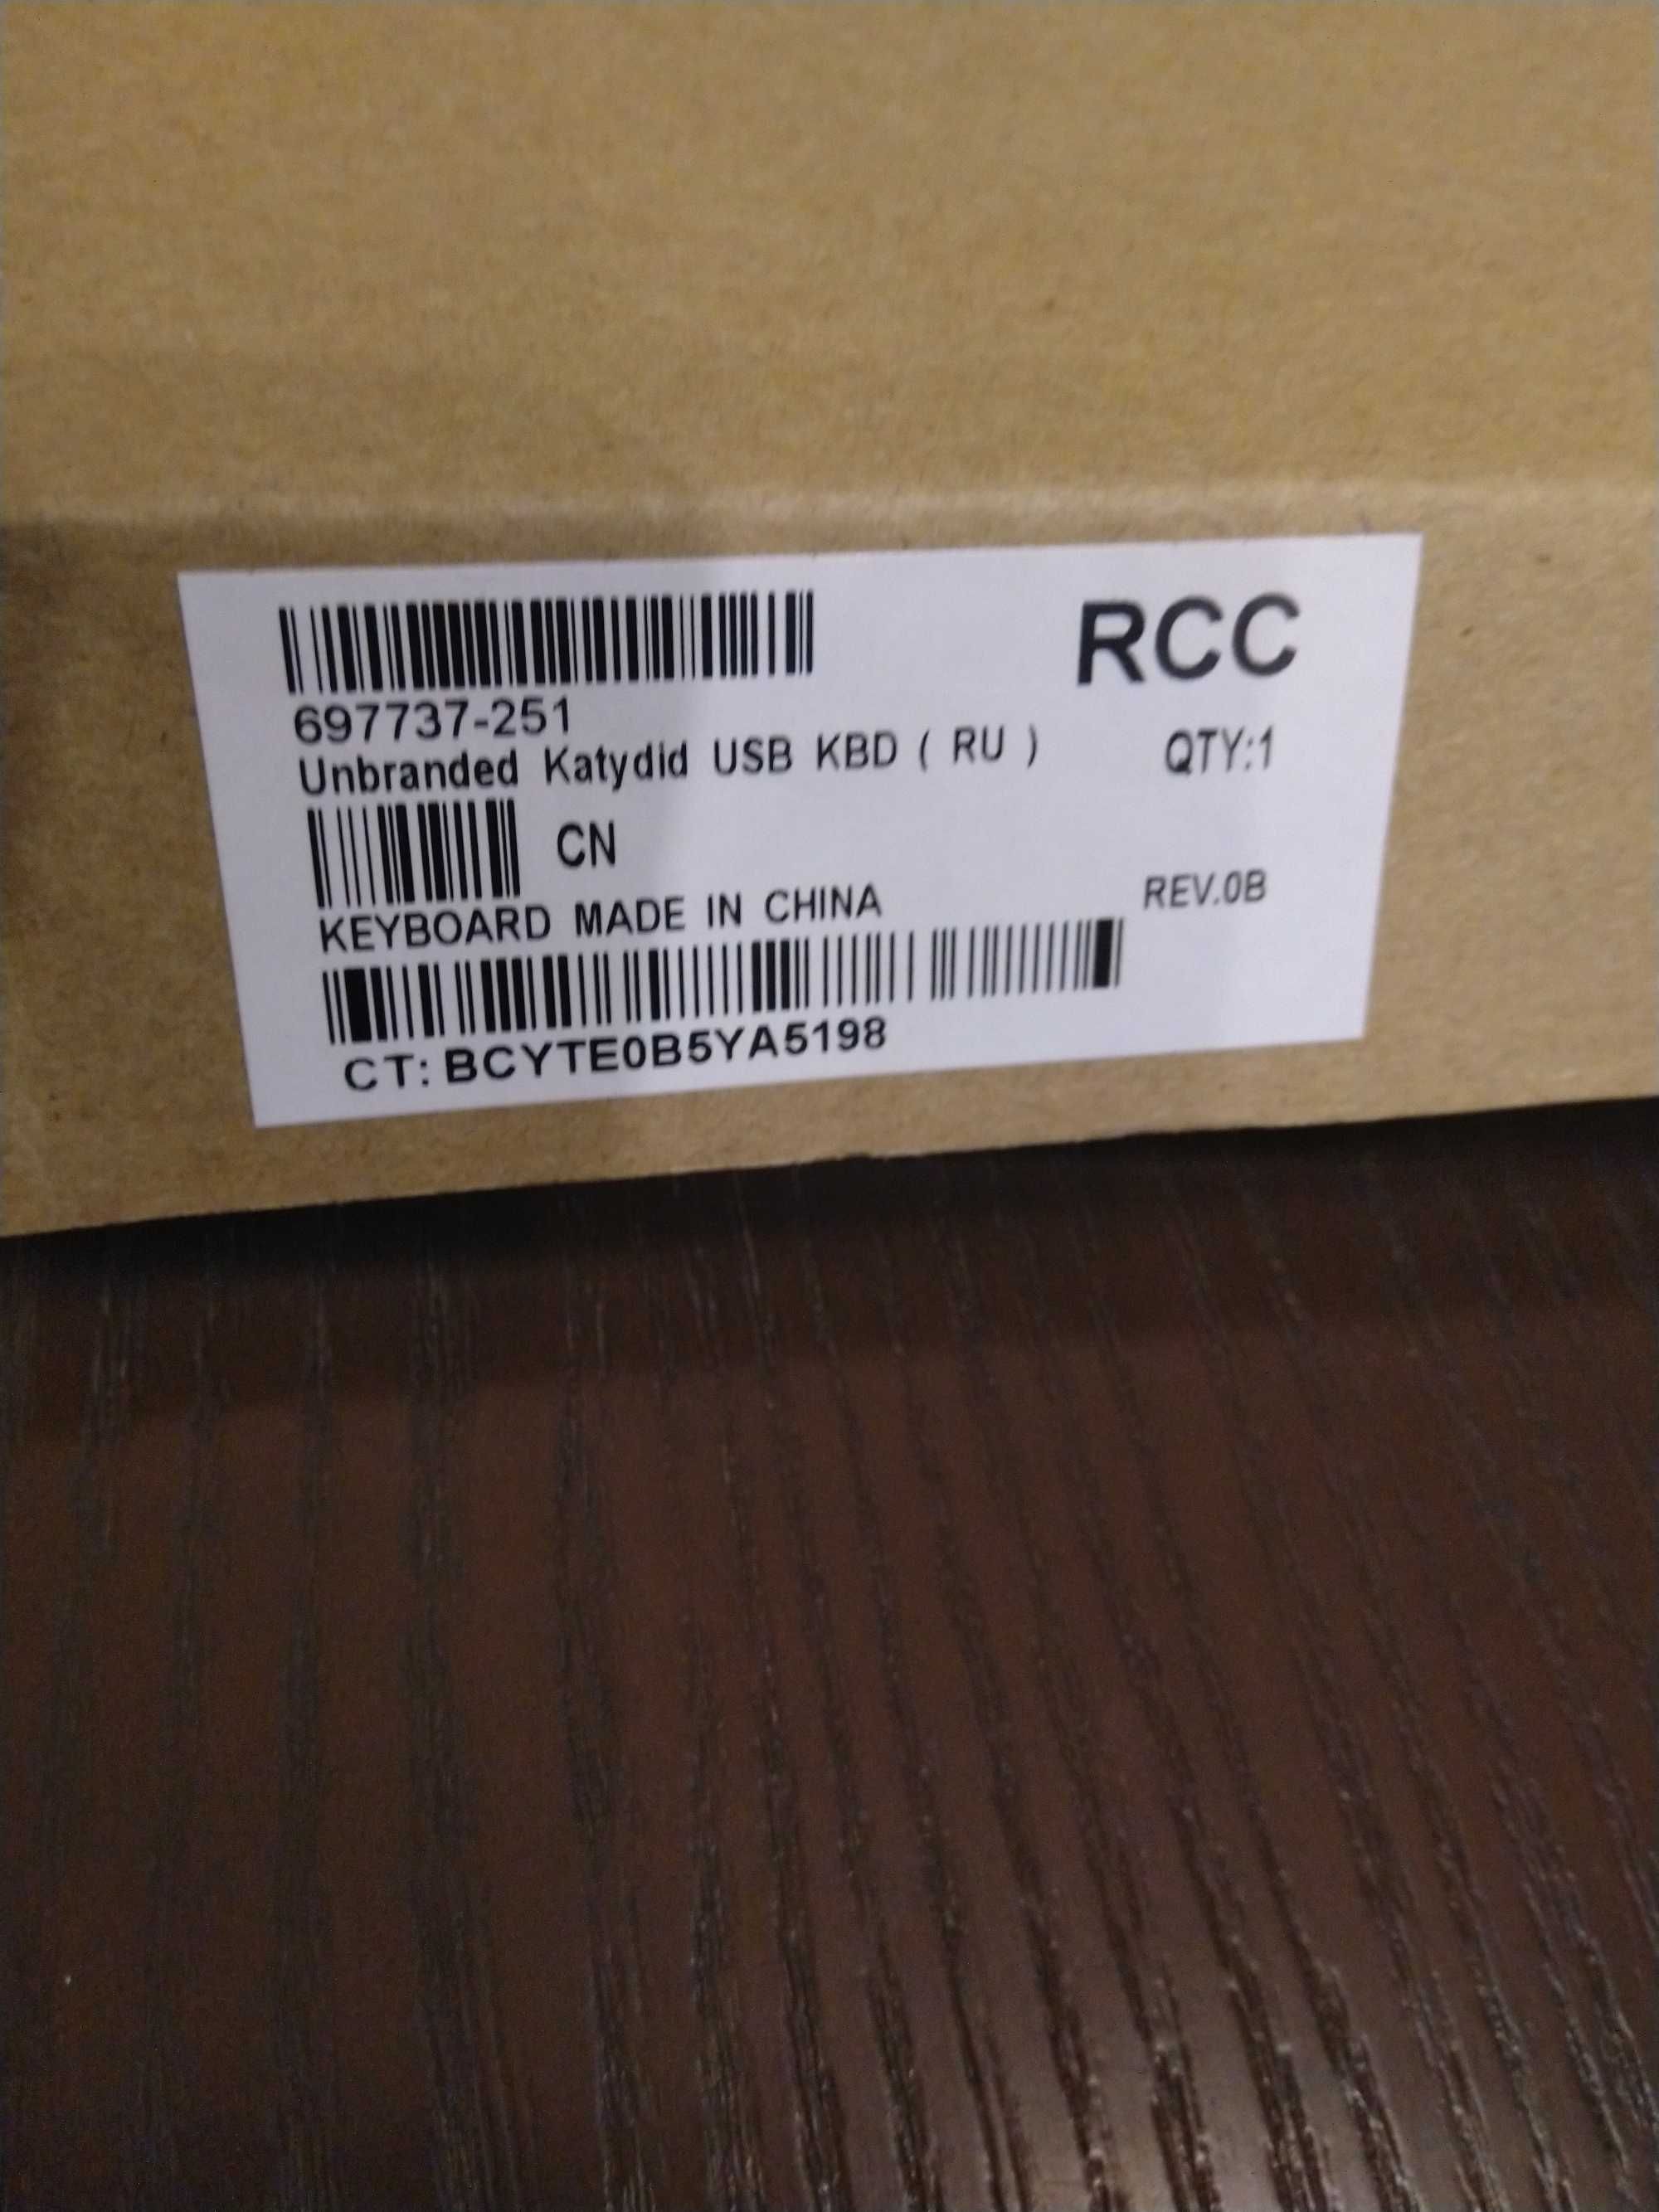 RCC
697737-251
Unbranded Katydid USB KBD ( RU ) QTY:1
CN
KEYBOARD MADE IN CHINA REV.0B
CT: BCYTE0B5YA5198